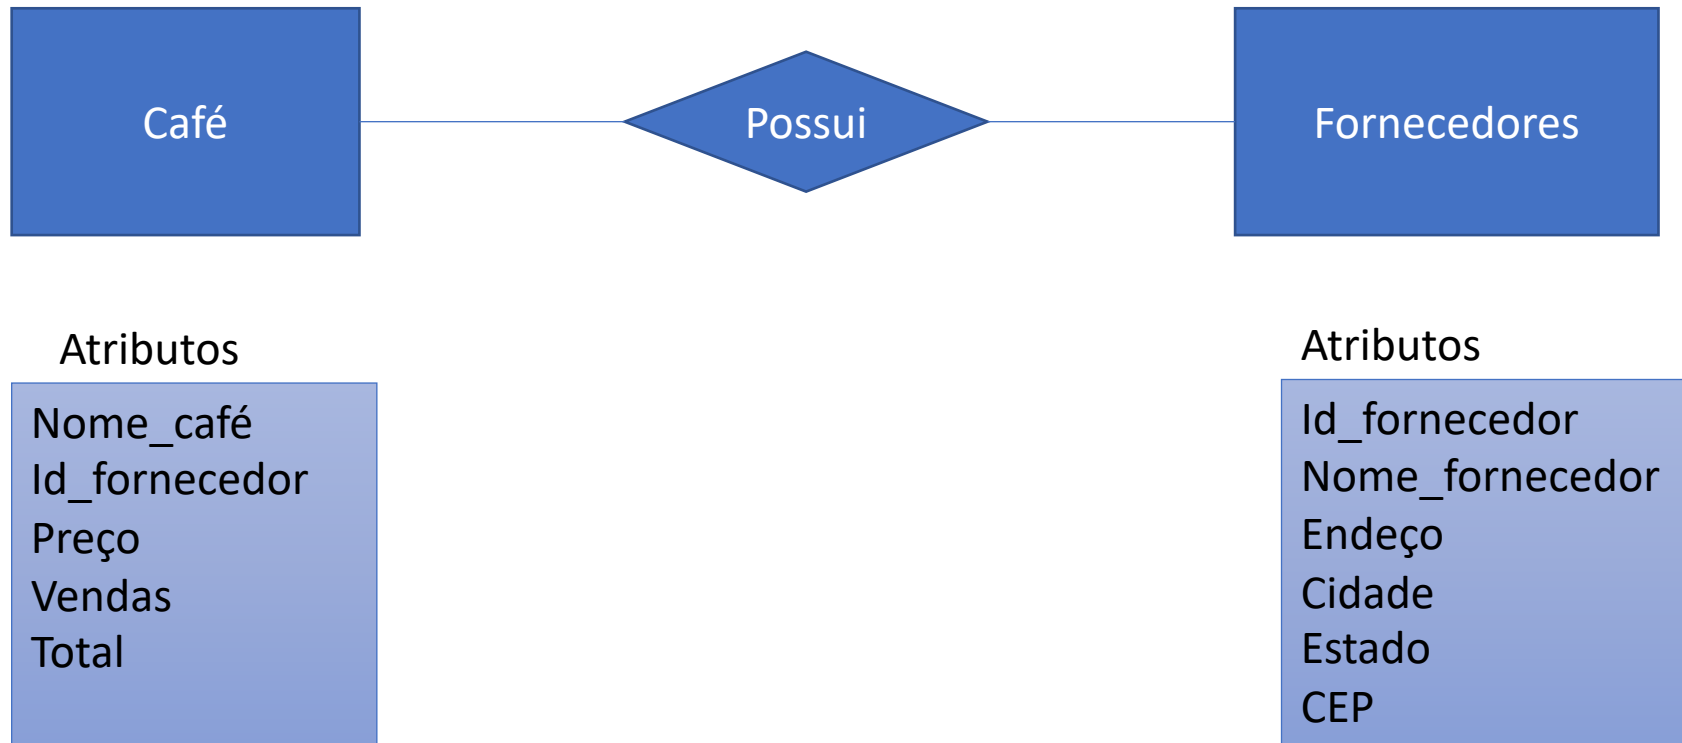 Café
Possui
Fornecedores
Atributos
Nome_café
Id_fornecedor
Preço
Vendas
Total
Atributos
Id_fornecedor
Nome_fornecedor
Endeço
Cidade
Estado
CEP